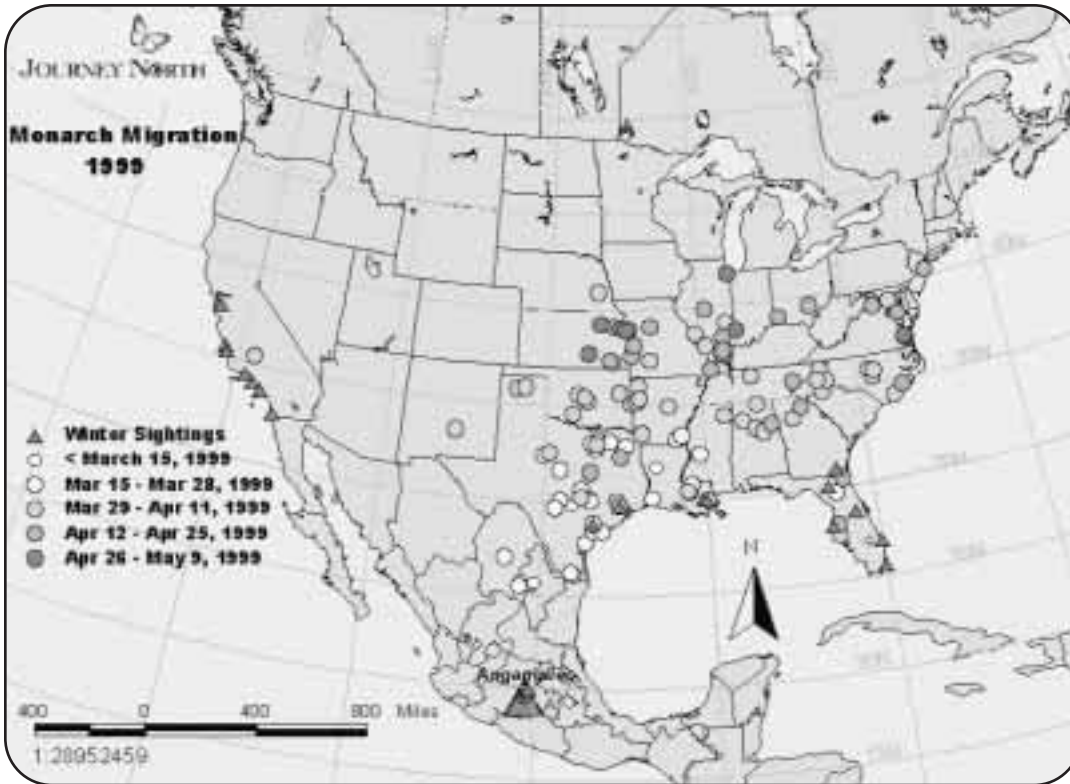 JOURNEY NORTH
Monarch Migration
1999
Winter Sightings
< March 15, 1999
Mar 15 - Mar 28, 1999
Mar 29 - Apr 11, 1999
Apr 12 - Apr 25, 1999
Apr 26 - May 9, 1999
N
400 0 400 800 Miles
1:28952459